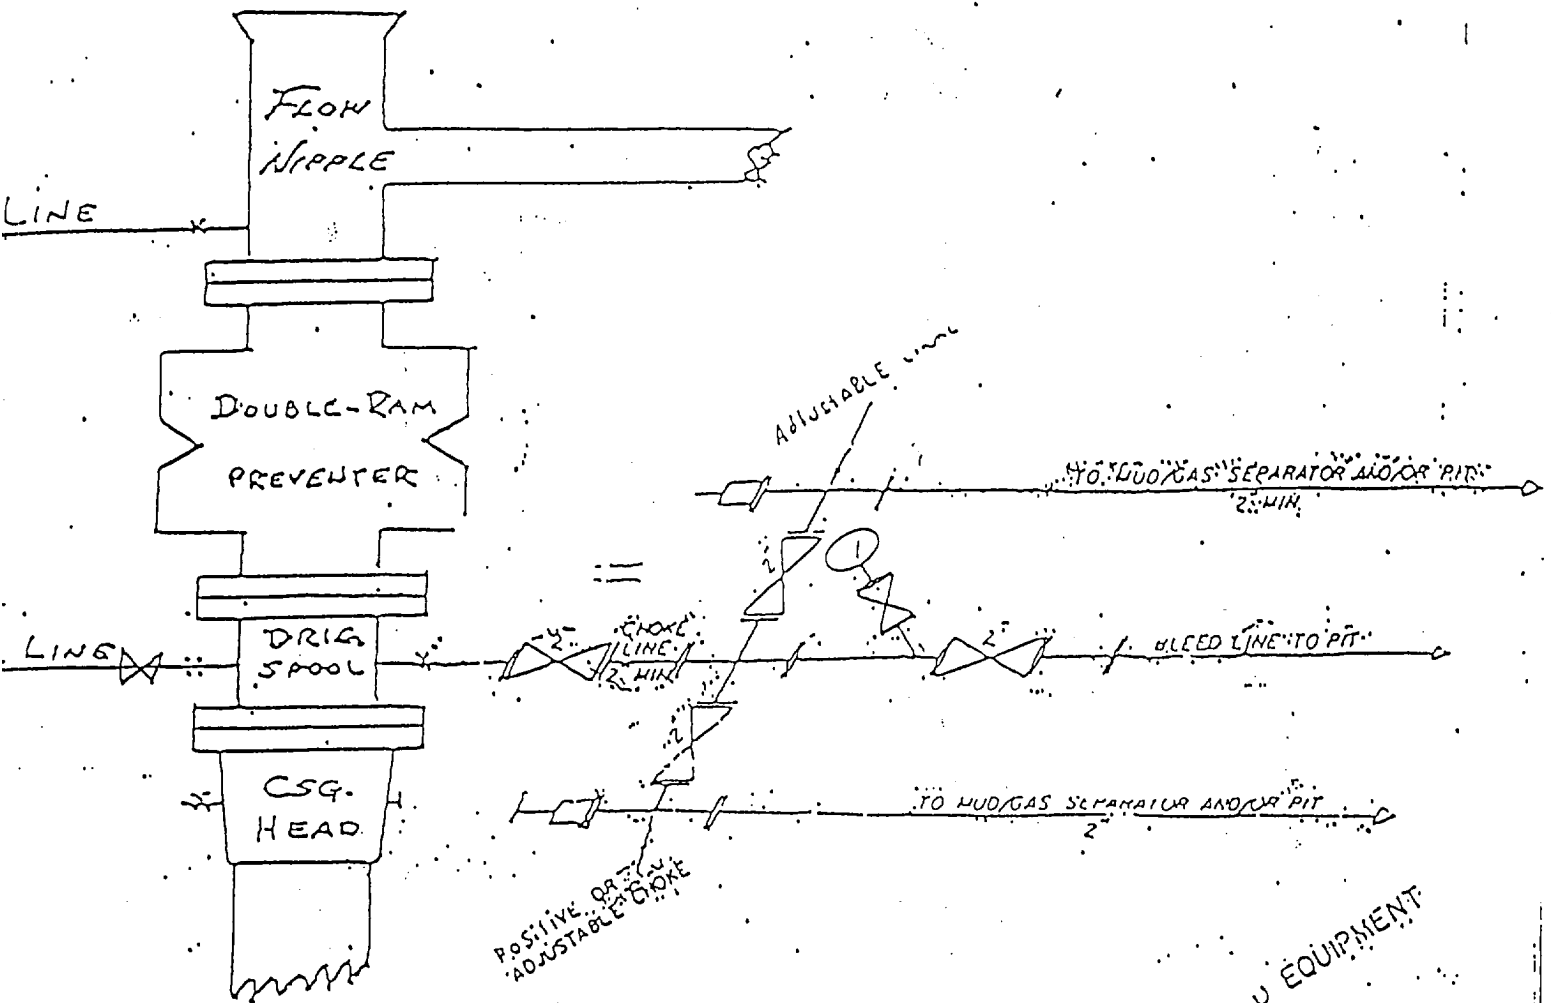 FLOW
NIPPLE
LINE
DOUBLE-RAM
PREVENTER
ADJUSTABLE
TO MUD/GAS SEPARATOR AND/OR PIT
2" MIN.
2"
LINE
DRLG
SPOOL
CHOKE
LINE
2" MIN
2"
BLEED LINE TO PIT
2"
CSG.
HEAD
TO MUD/GAS SEPARATOR AND/OR PIT
2"
POSITIVE OR
ADJUSTABLE CHOKE
EQUIPMENT